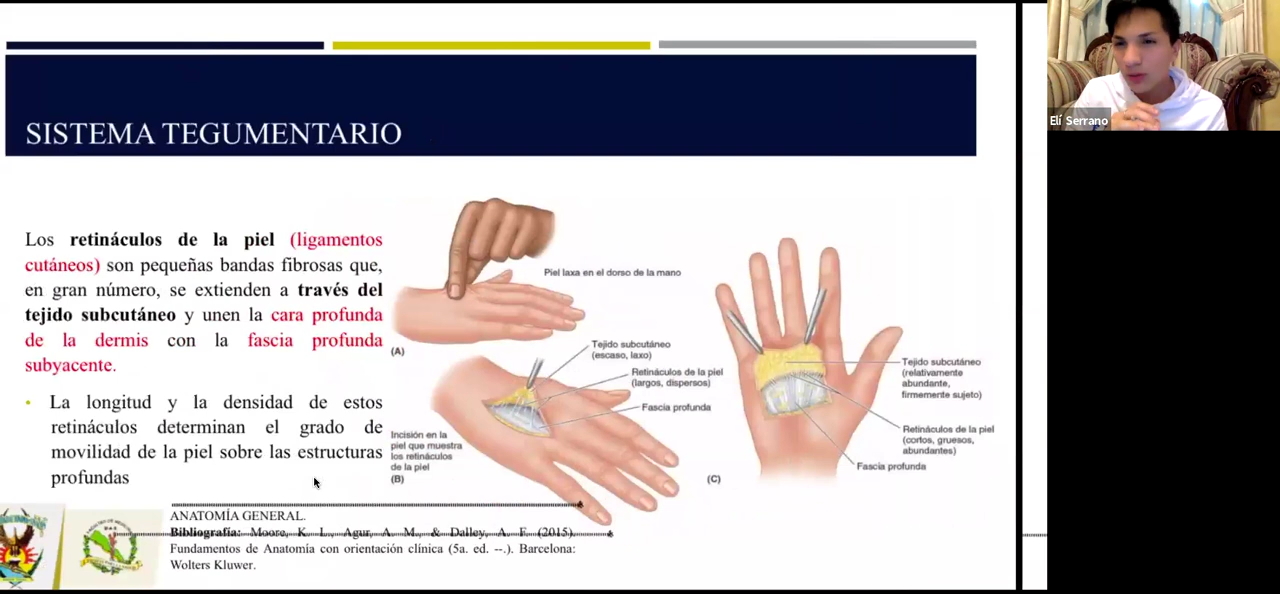 SISTEMA TEGUMENTARIO
Los retináculos de la piel (ligamentos
cutáneos) son pequeñas bandas fibrosas que,
en gran número, se extienden a través del
tejido subcutáneo y unen la cara profunda
de la dermis con la fascia profunda
subyacente.
• La longitud y la densidad de estos
retináculos determinan el grado de
movilidad de la piel sobre las estructuras
profundas
Piel laxa en el dorso de la mano
(A)
Tejido subcutáneo
(escaso, laxo)
Retináculos de la piel
(largos, dispersos)
Fascia profunda
Incisión en la
piel que muestra
los retináculos
de la piel
(B)
Tejido subcutáneo
(relativamente
abundante,
firmemente sujeto)
Retináculos de la piel
(cortos, gruesos,
abundantes)
Fascia profunda
(C)
ANATOMÍA GENERAL.
Bibliografía: Moore, K. L., Agur, A. M., & Dalley, A. F. (2015).
Fundamentos de Anatomía con orientación clínica (5a. ed. --.). Barcelona:
Wolters Kluwer.
Elí Serrano